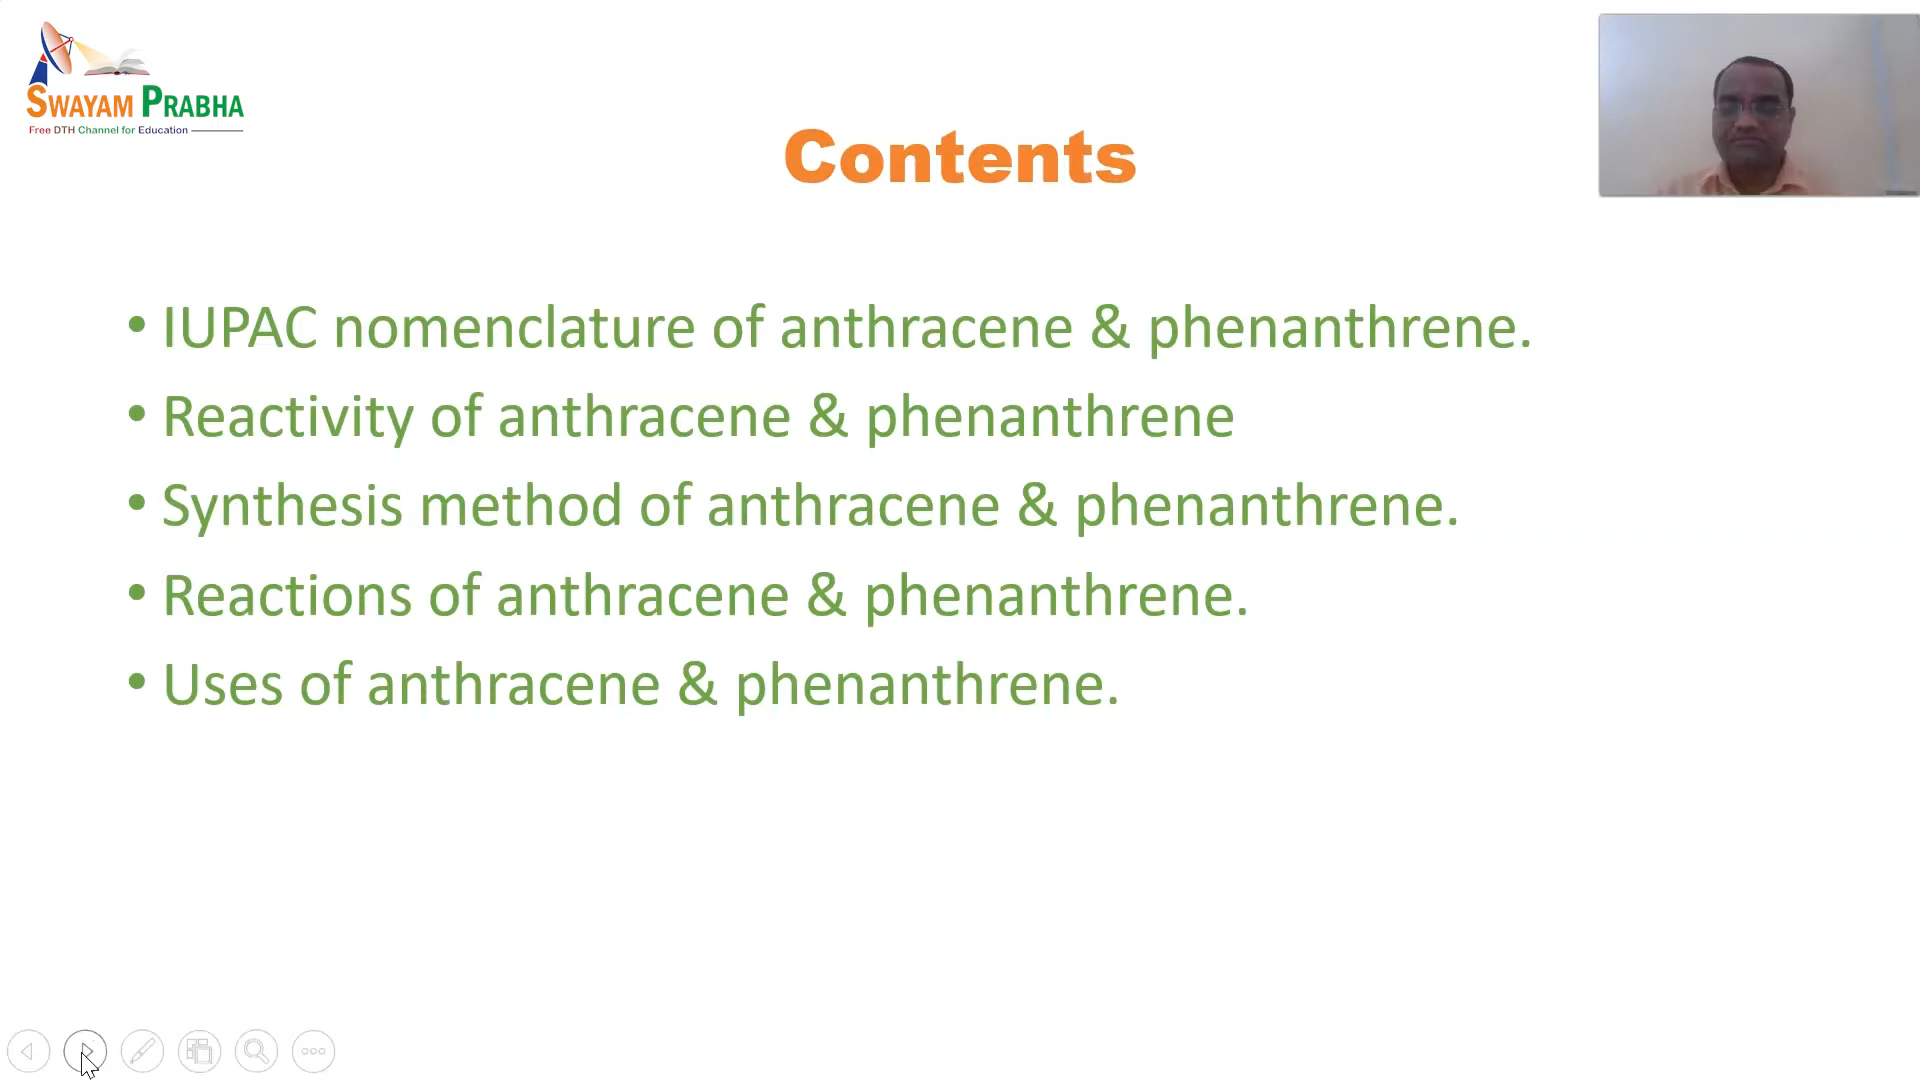 SWAYAM PRABHA
Free DTH Channel for Education
Contents
• IUPAC nomenclature of anthracene & phenanthrene.
• Reactivity of anthracene & phenanthrene
• Synthesis method of anthracene & phenanthrene.
• Reactions of anthracene & phenanthrene.
• Uses of anthracene & phenanthrene.